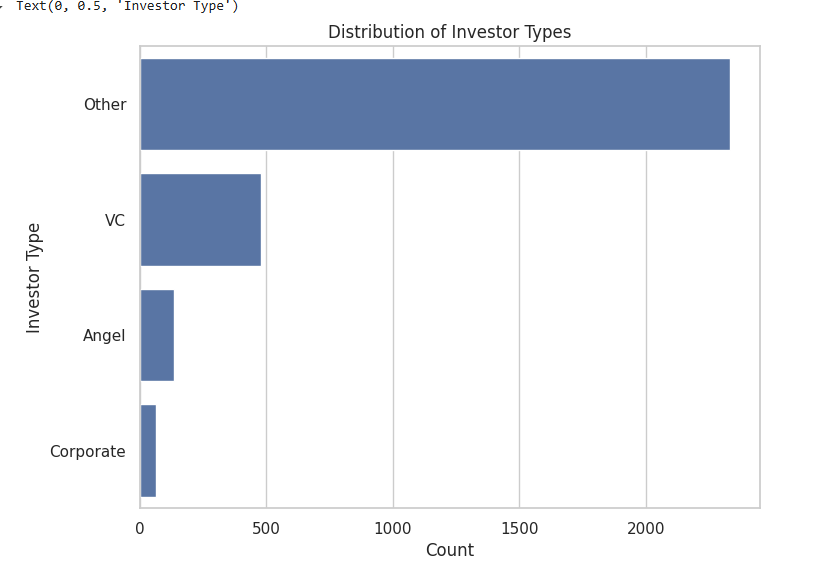 Text(0, 0.5, 'Investor Type')
Distribution of Investor Types
Other
VC
Angel
Corporate
Investor Type
0 500 1000 1500 2000
Count